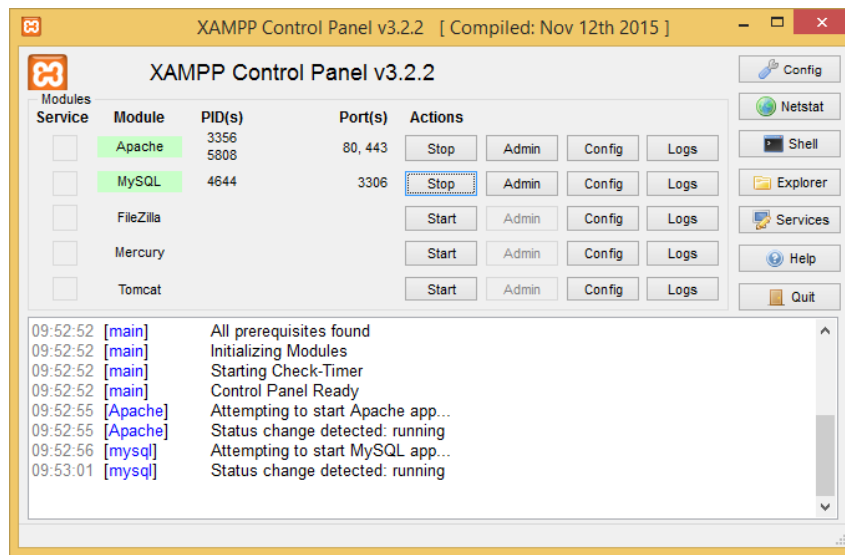 XAMPP Control Panel v3.2.2 [ Compiled: Nov 12th 2015 ]
XAMPP Control Panel v3.2.2
Config
Modules
Service Module PID(s) Port(s) Actions
Netstat
Apache 3356 5808 80, 443 Stop Admin Config Logs
Shell
MySQL 4644 3306 Stop Admin Config Logs
Explorer
FileZilla Start Admin Config Logs
Services
Mercury Start Admin Config Logs
Help
Tomcat Start Admin Config Logs
Quit
09:52:52 [main] All prerequisites found
09:52:52 [main] Initializing Modules
09:52:52 [main] Starting Check-Timer
09:52:52 [main] Control Panel Ready
09:52:55 [Apache] Attempting to start Apache app...
09:52:55 [Apache] Status change detected: running
09:52:56 [mysql] Attempting to start MySQL app...
09:53:01 [mysql] Status change detected: running